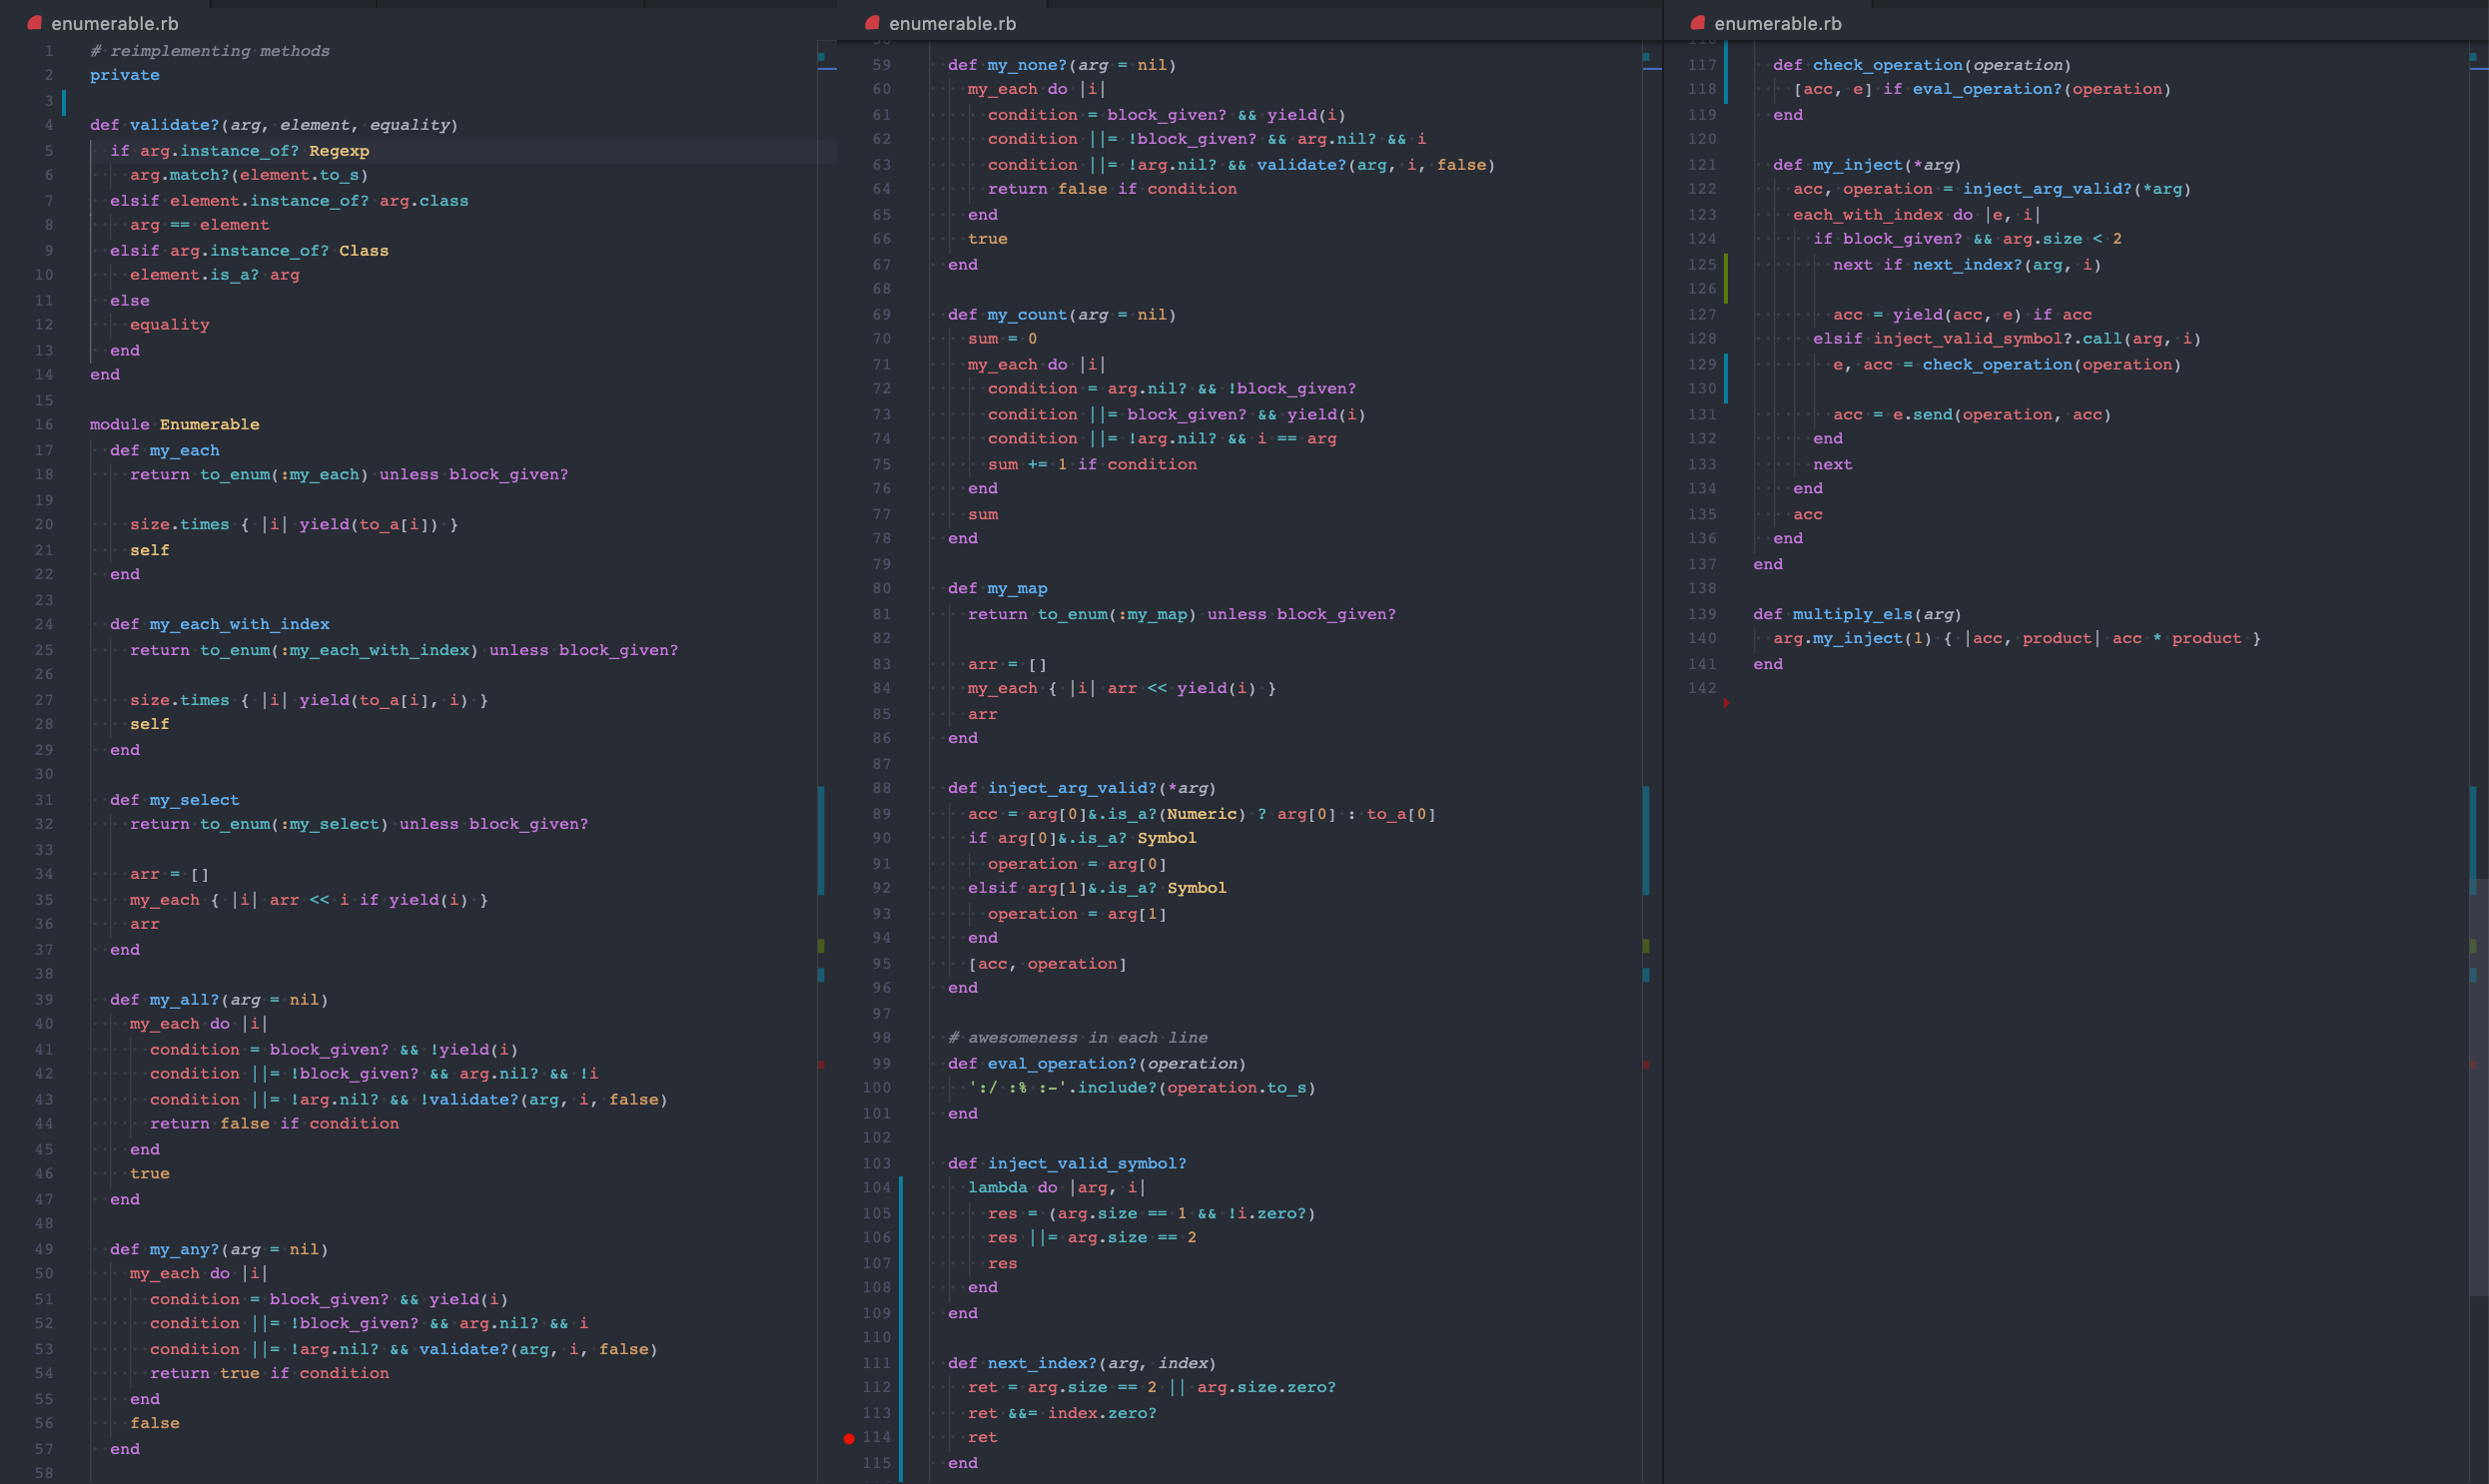 enumerable.rb
1 # reimplementing methods
2 private
3
4 def validate?(arg, element, equality)
5   if arg.instance_of? Regexp
6     arg.match?(element.to_s)
7   elsif element.instance_of? arg.class
8     arg == element
9   elsif arg.instance_of? Class
10     element.is_a? arg
11   else
12     equality
13   end
14 end
15
16 module Enumerable
17   def my_each
18     return to_enum(:my_each) unless block_given?
19
20     size.times { |i| yield(to_a[i]) }
21     self
22   end
23
24   def my_each_with_index
25     return to_enum(:my_each_with_index) unless block_given?
26
27     size.times { |i| yield(to_a[i], i) }
28     self
29   end
30
31   def my_select
32     return to_enum(:my_select) unless block_given?
33
34     arr = []
35     my_each { |i| arr << i if yield(i) }
36     arr
37   end
38
39   def my_all?(arg = nil)
40     my_each do |i|
41       condition = block_given? && !yield(i)
42       condition ||= !block_given? && arg.nil? && !i
43       condition ||= !arg.nil? && !validate?(arg, i, false)
44       return false if condition
45     end
46     true
47   end
48
49   def my_any?(arg = nil)
50     my_each do |i|
51       condition = block_given? && yield(i)
52       condition ||= !block_given? && arg.nil? && i
53       condition ||= !arg.nil? && validate?(arg, i, false)
54       return true if condition
55     end
56     false
57   end
58
enumerable.rb
59   def my_none?(arg = nil)
60     my_each do |i|
61       condition = block_given? && yield(i)
62       condition ||= !block_given? && arg.nil? && i
63       condition ||= !arg.nil? && validate?(arg, i, false)
64       return false if condition
65     end
66     true
67   end
68
69   def my_count(arg = nil)
70     sum = 0
71     my_each do |i|
72       condition = arg.nil? && !block_given?
73       condition ||= block_given? && yield(i)
74       condition ||= !arg.nil? && i == arg
75       sum += 1 if condition
76     end
77     sum
78   end
79
80   def my_map
81     return to_enum(:my_map) unless block_given?
82
83     arr = []
84     my_each { |i| arr << yield(i) }
85     arr
86   end
87
88   def inject_arg_valid?(*arg)
89     acc = arg[0]&.is_a?(Numeric) ? arg[0] : to_a[0]
90     if arg[0]&.is_a? Symbol
91       operation = arg[0]
92     elsif arg[1]&.is_a? Symbol
93       operation = arg[1]
94     end
95     [acc, operation]
96   end
97
98   # awesomeness in each line
99   def eval_operation?(operation)
100     ':/ :% :-'.include?(operation.to_s)
101   end
102
103   def inject_valid_symbol?
104     lambda do |arg, i|
105       res = (arg.size == 1 && !i.zero?)
106       res ||= arg.size == 2
107       res
108     end
109   end
110
111   def next_index?(arg, index)
112     ret = arg.size == 2 || arg.size.zero?
113     ret &&= index.zero?
114     ret
115   end
enumerable.rb
117   def check_operation(operation)
118     [acc, e] if eval_operation?(operation)
119   end
120
121   def my_inject(*arg)
122     acc, operation = inject_arg_valid?(*arg)
123     each_with_index do |e, i|
124       if block_given? && arg.size < 2
125         next if next_index?(arg, i)
126
127         acc = yield(acc, e) if acc
128       elsif inject_valid_symbol?.call(arg, i)
129         e, acc = check_operation(operation)
130
131         acc = e.send(operation, acc)
132       end
133       next
134     end
135     acc
136   end
137 end
138
139 def multiply_els(arg)
140   arg.my_inject(1) { |acc, product| acc * product }
141 end
142